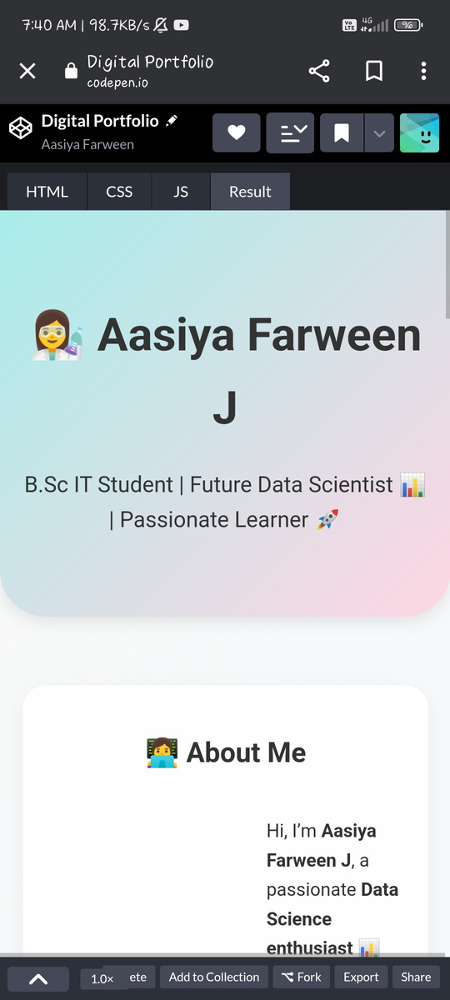 7:40 AM | 98.7KB/s
Vo LTE 4G 96
Digital Portfolio
codepen.io
Digital Portfolio
Aasiya Farween
HTML CSS JS Result
👩‍🔬 Aasiya Farween
J
B.Sc IT Student | Future Data Scientist 📊
| Passionate Learner 🚀
👩‍💻 About Me
Hi, I’m Aasiya
Farween J, a
passionate Data
Science
enthusiast 📊
1.0× ete Add to Collection Fork Export Share